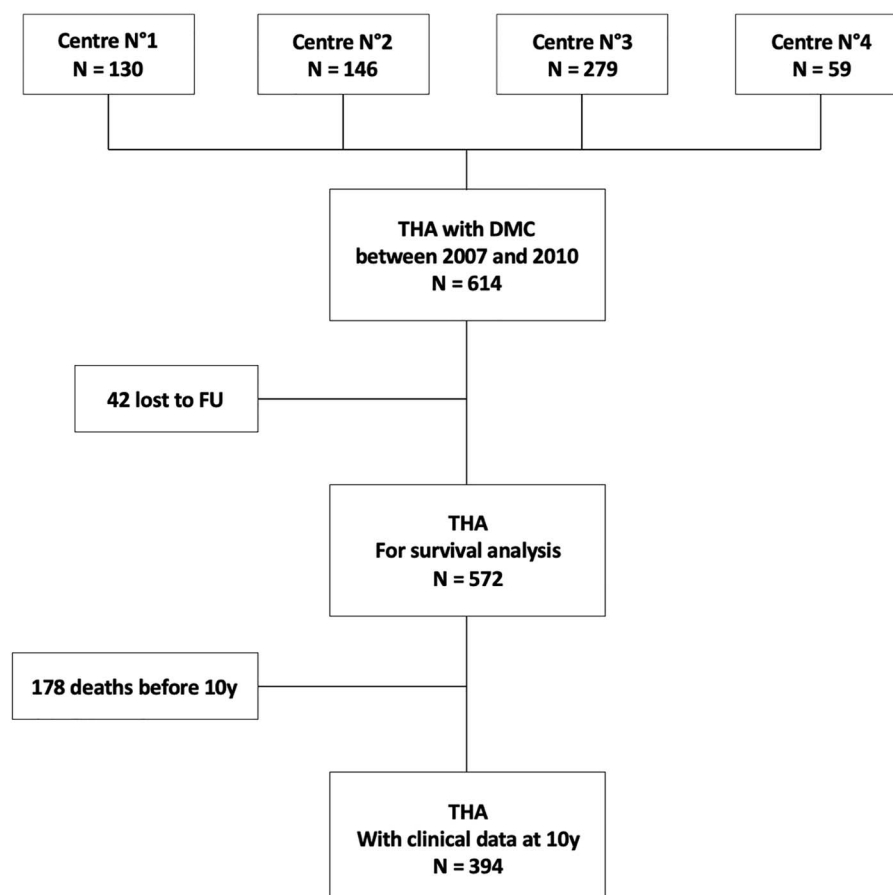 Centre N°1
N = 130
Centre N°2
N = 146
Centre N°3
N = 279
Centre N°4
N = 59
THA with DMC
between 2007 and 2010
N = 614
42 lost to FU
THA
For survival analysis
N = 572
178 deaths before 10y
THA
With clinical data at 10y
N = 394